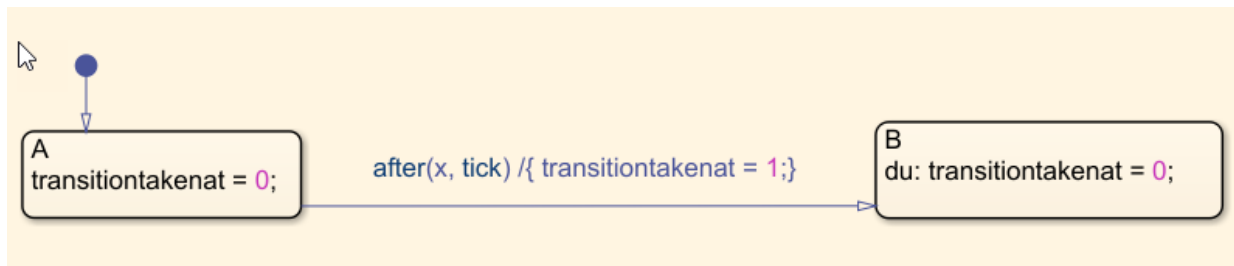 A
transitiontakenat = 0;
after(x, tick) /{ transitiontakenat = 1;}
B
du: transitiontakenat = 0;